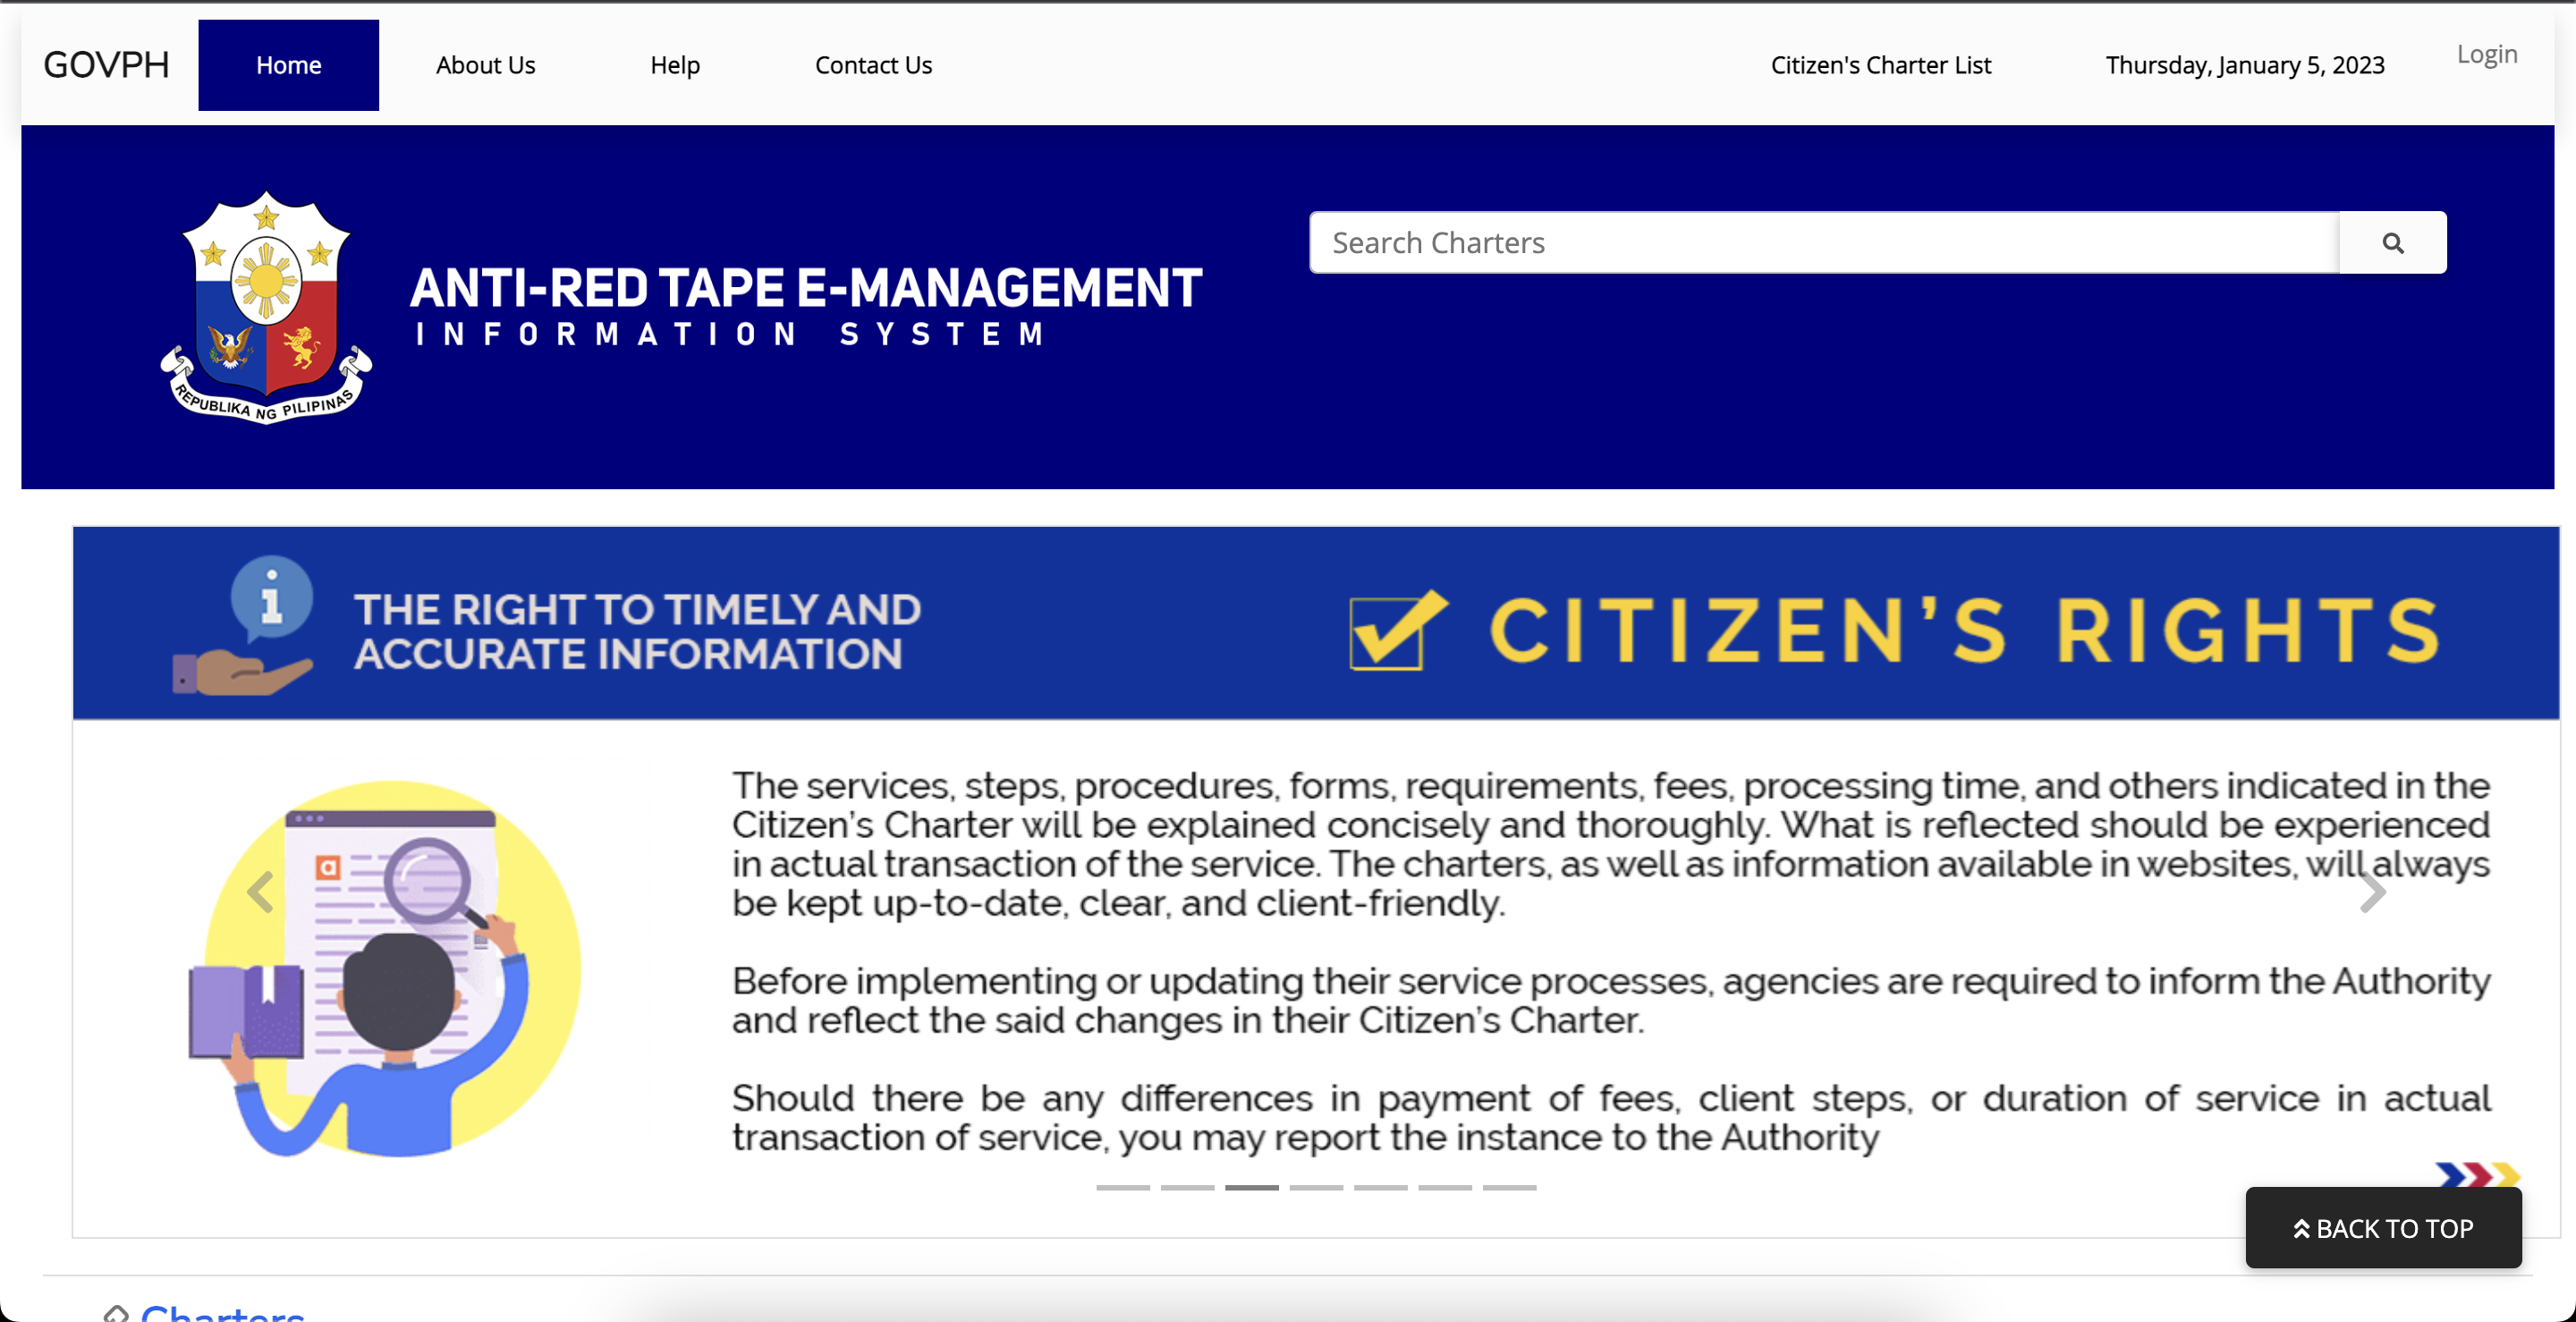 GOVPH
Home
About Us
Help
Contact Us
Citizen's Charter List
Thursday, January 5, 2023
Login
REPUBLIKA NG PILIPINAS
ANTI-RED TAPE E-MANAGEMENT
INFORMATION SYSTEM
Search Charters
THE RIGHT TO TIMELY AND
ACCURATE INFORMATION
CITIZEN'S RIGHTS
a
The services, steps, procedures, forms, requirements, fees, processing time, and others indicated in the
Citizen's Charter will be explained concisely and thoroughly. What is reflected should be experienced
in actual transaction of the service. The charters, as well as information available in websites, will always
be kept up-to-date, clear, and client-friendly.
Before implementing or updating their service processes, agencies are required to inform the Authority
and reflect the said changes in their Citizen's Charter.
Should there be any differences in payment of fees, client steps, or duration of service in actual
transaction of service, you may report the instance to the Authority
BACK TO TOP
Charters